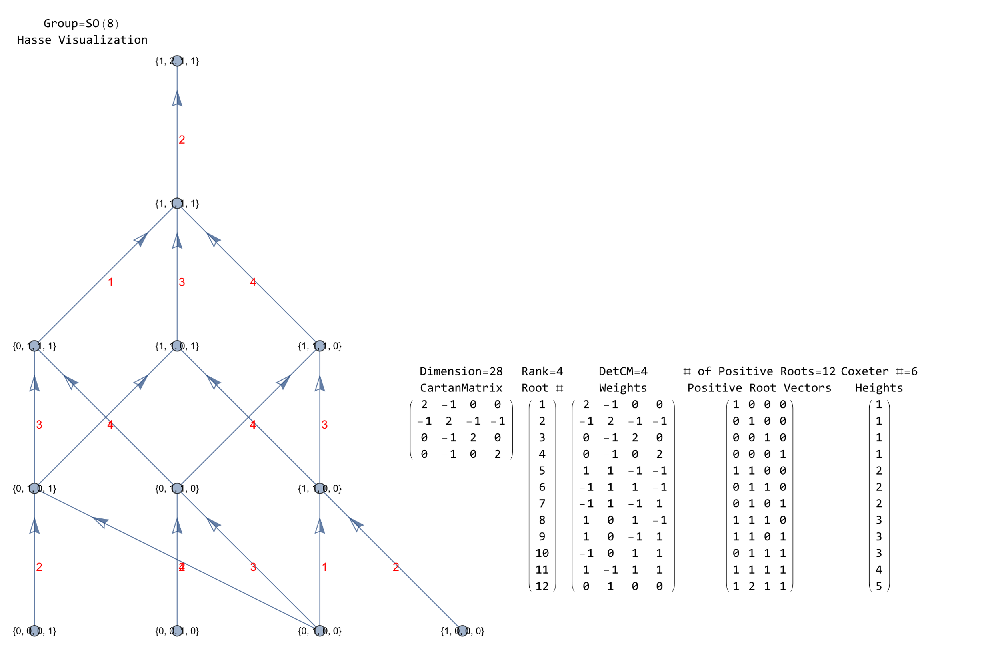 Group=SO(8)
Hasse Visualization
{1, 2, 1, 1}
2
{1, 1, 1, 1}
1 3 4
{0, 1, 1, 1} {1, 1, 0, 1} {1, 1, 1, 0}
3 1 4 1 4 3
{0, 1, 0, 1} {0, 1, 1, 0} {1, 1, 0, 0}
2 4 2 3 1 2
{0, 0, 0, 1} {0, 0, 1, 0} {0, 1, 0, 0} {1, 0, 0, 0}
Dimension=28 Rank=4 DetCM=4 # of Positive Roots=12 Coxeter #=6
CartanMatrix Root # Weights Positive Root Vectors Heights
2 -1 0 0 1 2 -1 0 0 1 0 0 0 1
-1 2 -1 -1 2 -1 2 -1 -1 0 1 0 0 1
0 -1 2 0 3 0 -1 2 0 0 0 1 0 1
0 -1 0 2 4 0 -1 0 2 0 0 0 1 1
5 1 1 -1 -1 1 1 0 0 2
6 -1 1 1 -1 0 1 1 0 2
7 -1 1 -1 1 0 1 0 1 2
8 1 0 1 -1 1 1 1 0 3
9 1 0 -1 1 1 1 0 1 3
10 -1 0 1 1 0 1 1 1 3
11 1 -1 1 1 1 1 1 1 4
12 0 1 0 0 1 2 1 1 5